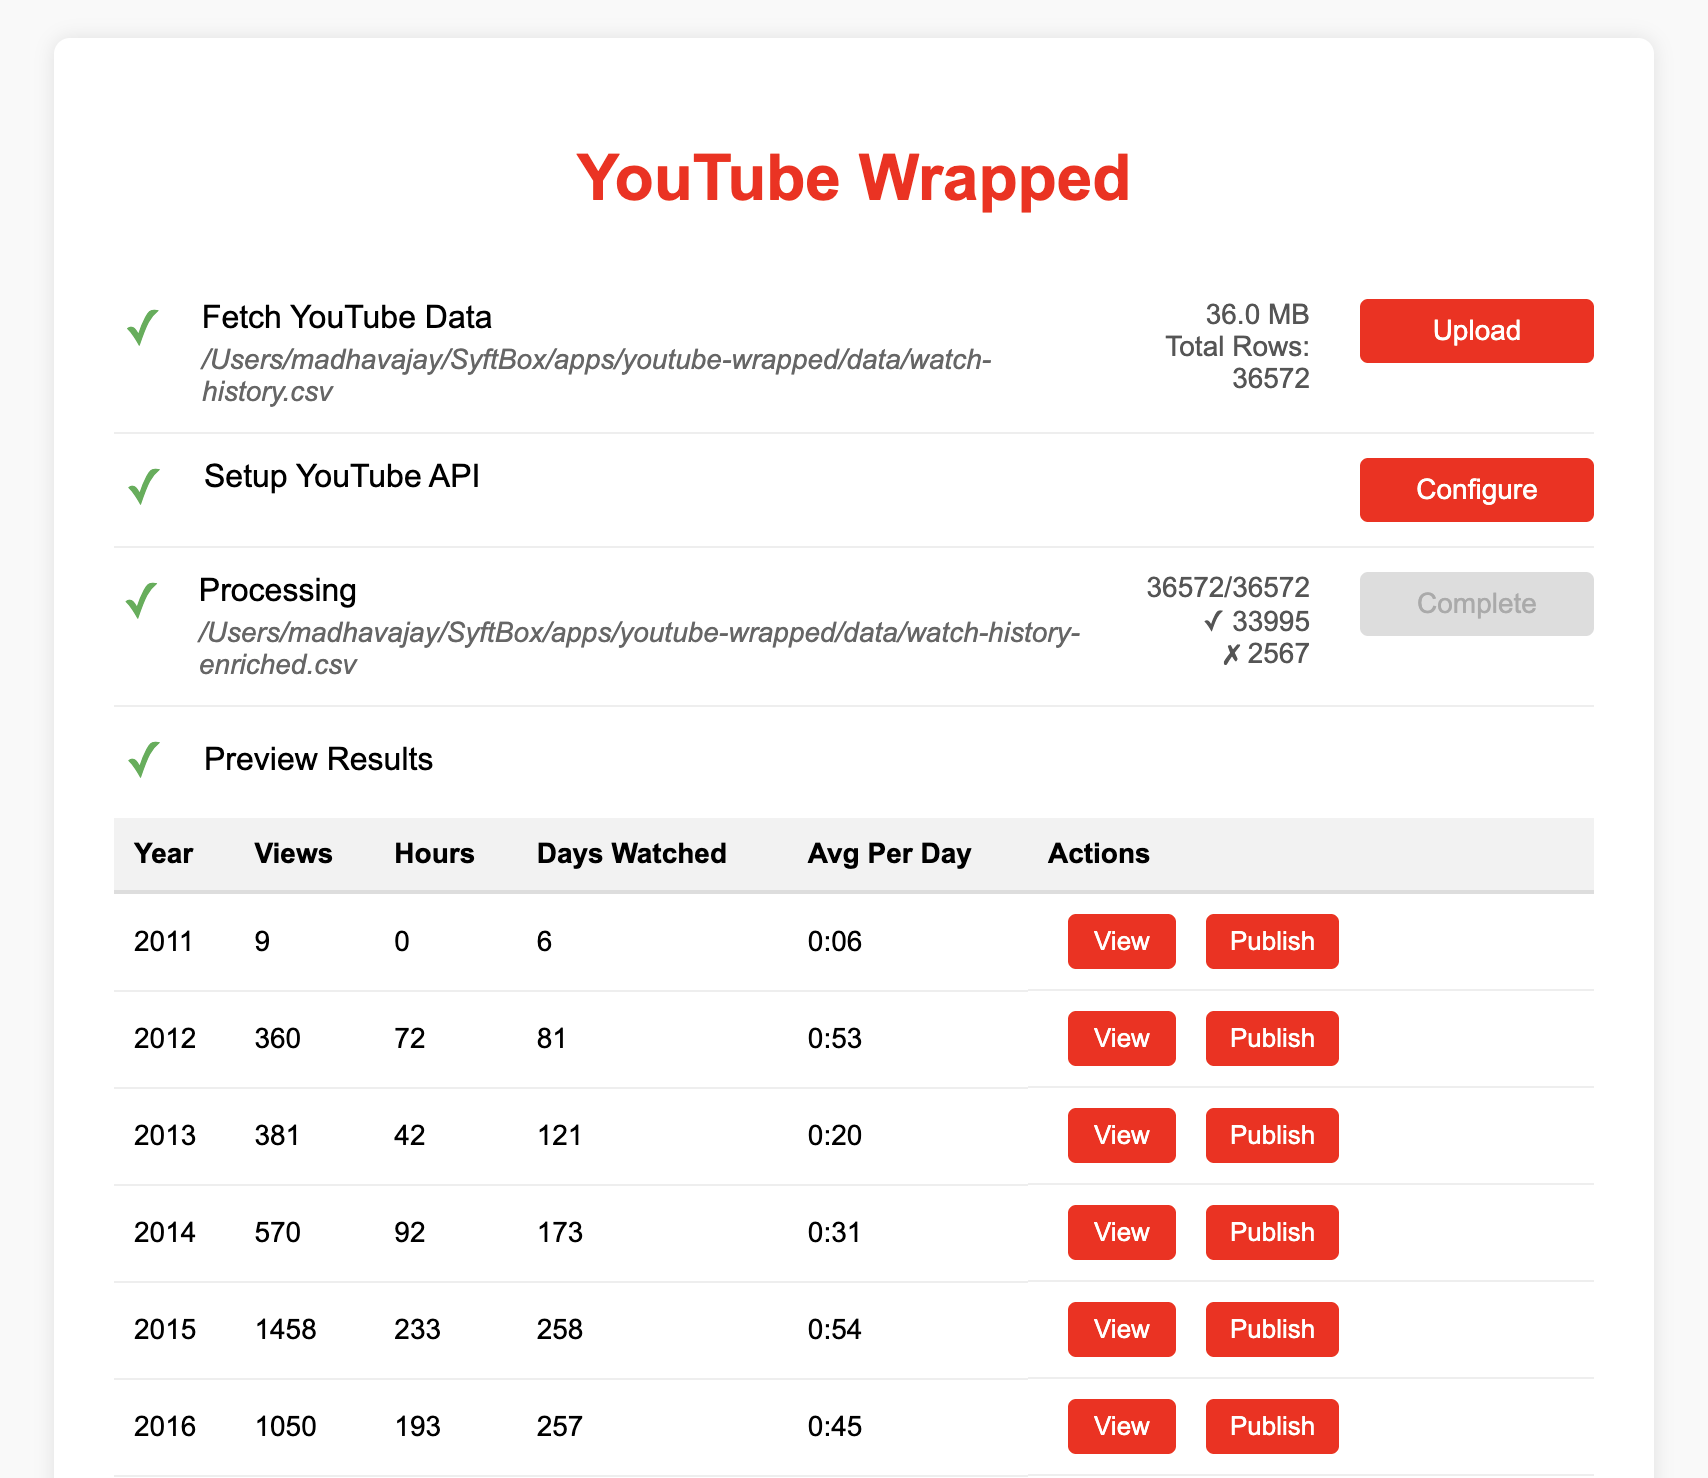 YouTube Wrapped
✓ Fetch YouTube Data
/Users/madhavajay/SyftBox/apps/youtube-wrapped/data/watch-
history.csv
36.0 MB
Total Rows:
36572
Upload
✓ Setup YouTube API
Configure
✓ Processing
/Users/madhavajay/SyftBox/apps/youtube-wrapped/data/watch-history-
enriched.csv
36572/36572
✓ 33995
✗ 2567
Complete
✓ Preview Results
Year Views Hours Days Watched Avg Per Day Actions
2011 9 0 6 0:06 View Publish
2012 360 72 81 0:53 View Publish
2013 381 42 121 0:20 View Publish
2014 570 92 173 0:31 View Publish
2015 1458 233 258 0:54 View Publish
2016 1050 193 257 0:45 View Publish